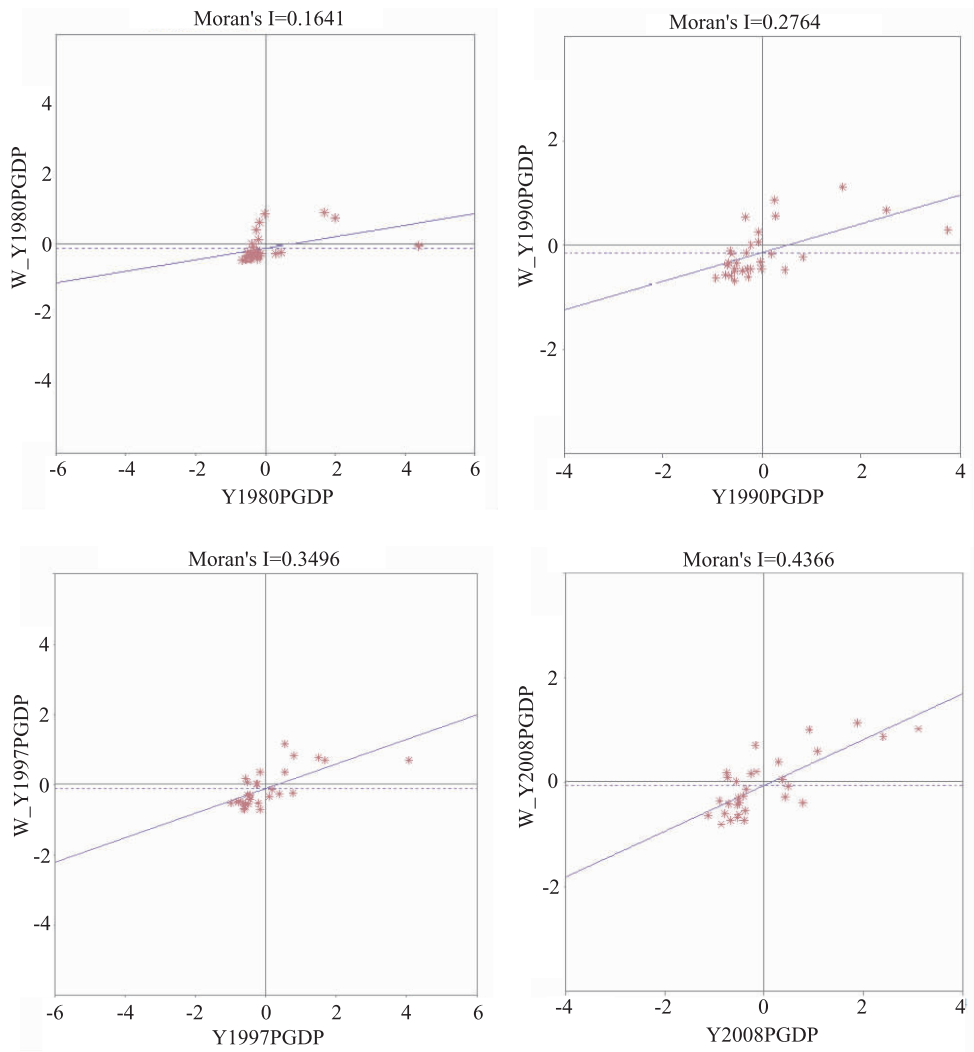 Moran's I=0.1641
W_Y1980PGDP
4
2
0
-2
-4
-6 -4 -2 0 2 4 6
Y1980PGDP
Moran's I=0.2764
W_Y1990PGDP
2
0
-2
-4 -2 0 2 4
Y1990PGDP
Moran's I=0.3496
W_Y1997PGDP
4
2
0
-2
-4
-6 -4 -2 0 2 4 6
Y1997PGDP
Moran's I=0.4366
W_Y2008PGDP
2
0
-2
-4 -2 0 2 4
Y2008PGDP